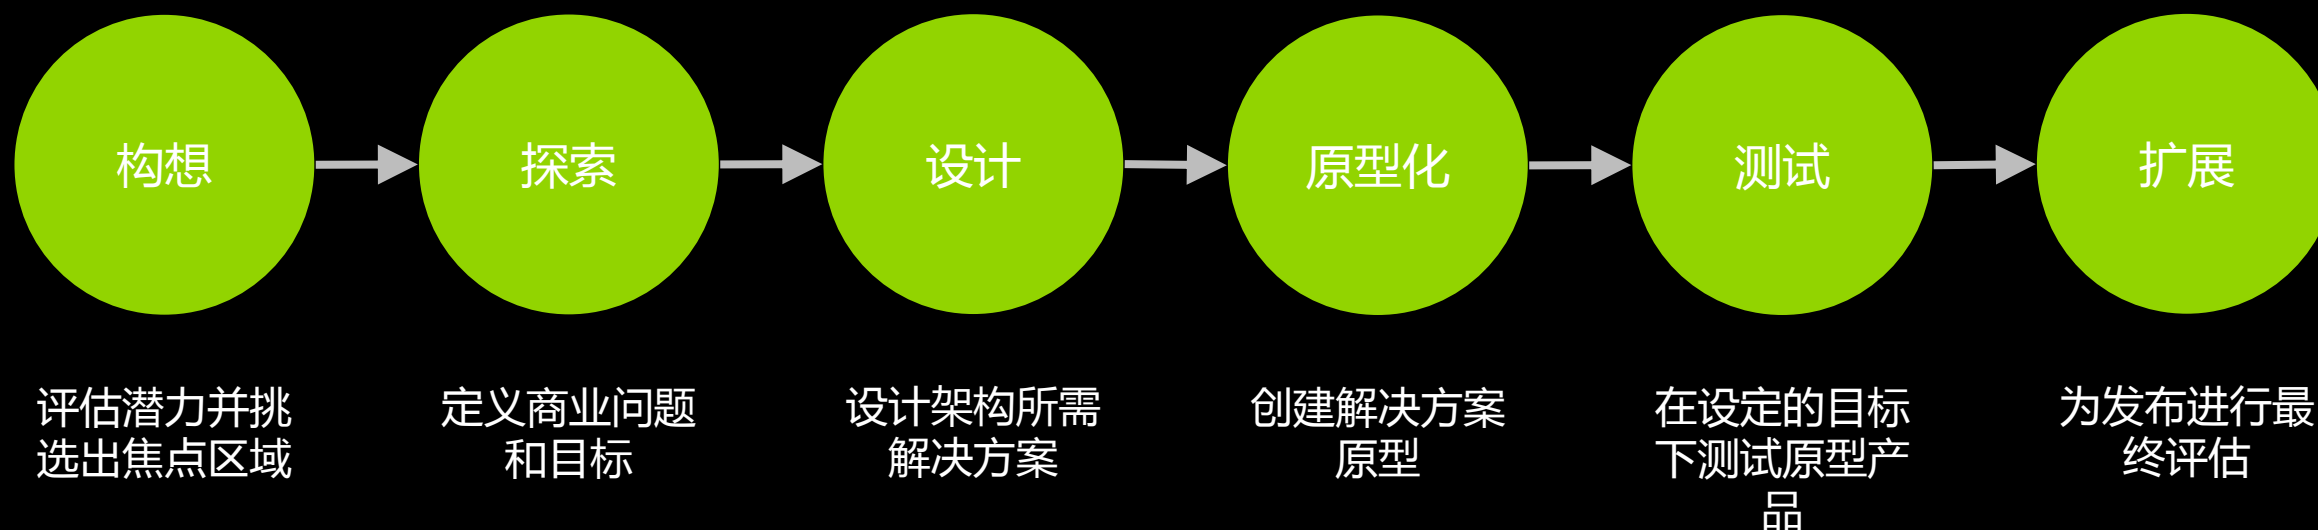 构想
探索
设计
原型化
测试
扩展
评估潜力并挑
选出焦点区域
定义商业问题
和目标
设计架构所需
解决方案
创建解决方案
原型
在设定的目标
下测试原型产
品
为发布进行最
终评估